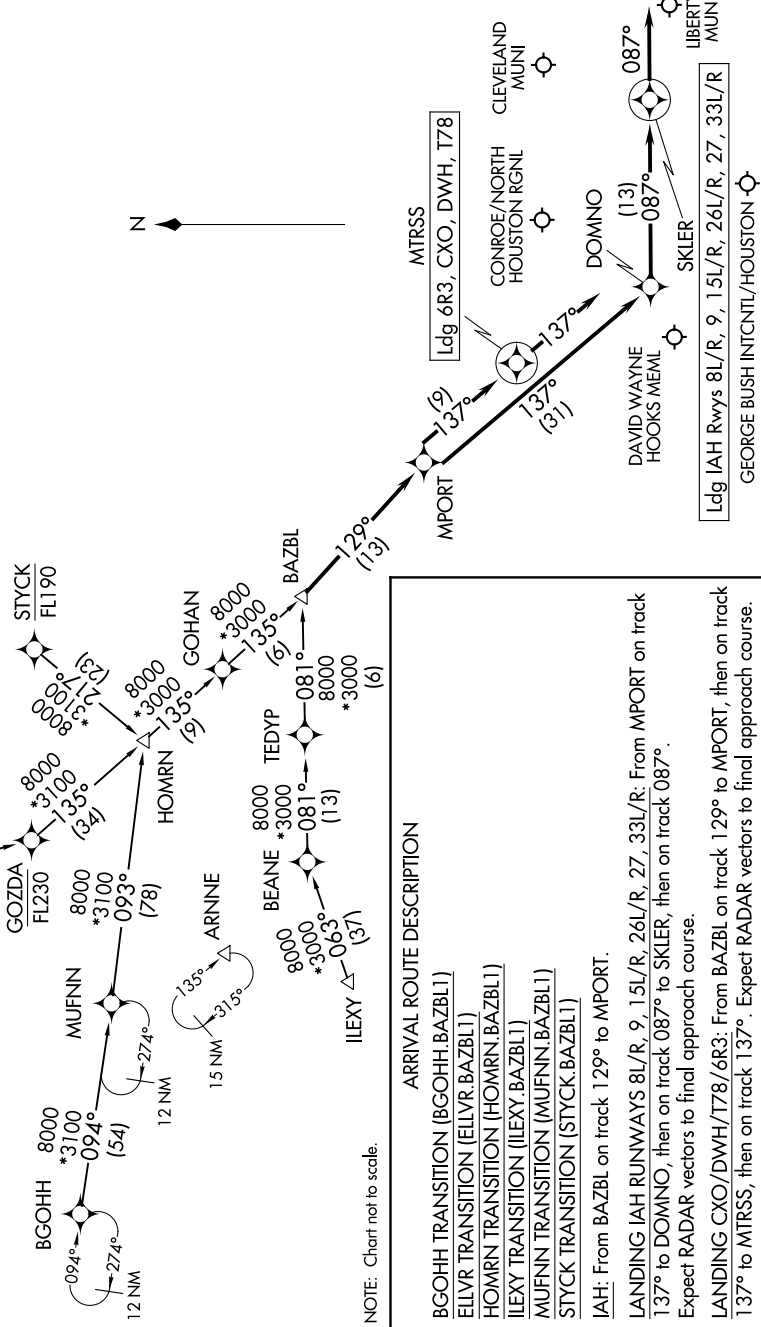 N
STYCK
FL190
GOZDA
FL230
8000
*3100
217°
(23)
8000
*3100
135°
(34)
HOMRN
8000
*3000
135°
(9)
GOHAN
8000
*3000
135°
(6)
BAZBL
129°
(13)
MPORT
(9)
137°
137°
(31)
MTRSS
Ldg 6R3, CXO, DWH, T78
137°
CONROE/NORTH
HOUSTON RGNL
CLEVELAND
MUNI
DOMNO
(13)
087°
SKLER
087°
LIBERTY
MUN
DAVID WAYNE
HOOKS MEML
Ldg IAH Rwys 8L/R, 9, 15L/R, 26L/R, 27, 33L/R
GEORGE BUSH INTCNTL/HOUSTON
BGOHH
094°
274°
12 NM
8000
*3100
094°
(54)
MUFNN
274°
12 NM
8000
*3100
093°
(78)
ARNNE
135°
315°
15 NM
ILEXY
8000
*3000
063°
(37)
BEANE
8000
*3000
081°
(13)
TEDYP
081°
8000
*3000
(6)
NOTE: Chart not to scale.
ARRIVAL ROUTE DESCRIPTION
BGOHH TRANSITION (BGOHH.BAZBL1)
ELLVR TRANSITION (ELLVR.BAZBL1)
HOMRN TRANSITION (HOMRN.BAZBL1)
ILEXY TRANSITION (ILEXY.BAZBL1)
MUFNN TRANSITION (MUFNN.BAZBL1)
STYCK TRANSITION (STYCK.BAZBL1)
IAH: From BAZBL on track 129° to MPORT.
LANDING IAH RUNWAYS 8L/R, 9, 15L/R, 26L/R, 27, 33L/R: From MPORT on track
137° to DOMNO, then on track 087° to SKLER, then on track 087°.
Expect RADAR vectors to final approach course.
LANDING CXO/DWH/T78/6R3: From BAZBL on track 129° to MPORT, then on track
137° to MTRSS, then on track 137°. Expect RADAR vectors to final approach course.